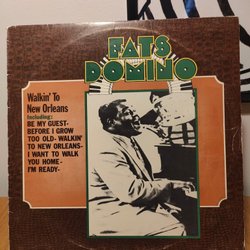 FATS
DOMINO
Walkin' To
New Orleans
Including:
BE MY GUEST-
BEFORE I GROW
TOO OLD-WALKIN'
TO NEW ORLEANS-
I WANT TO WALK
YOU HOME-
I'M READY-